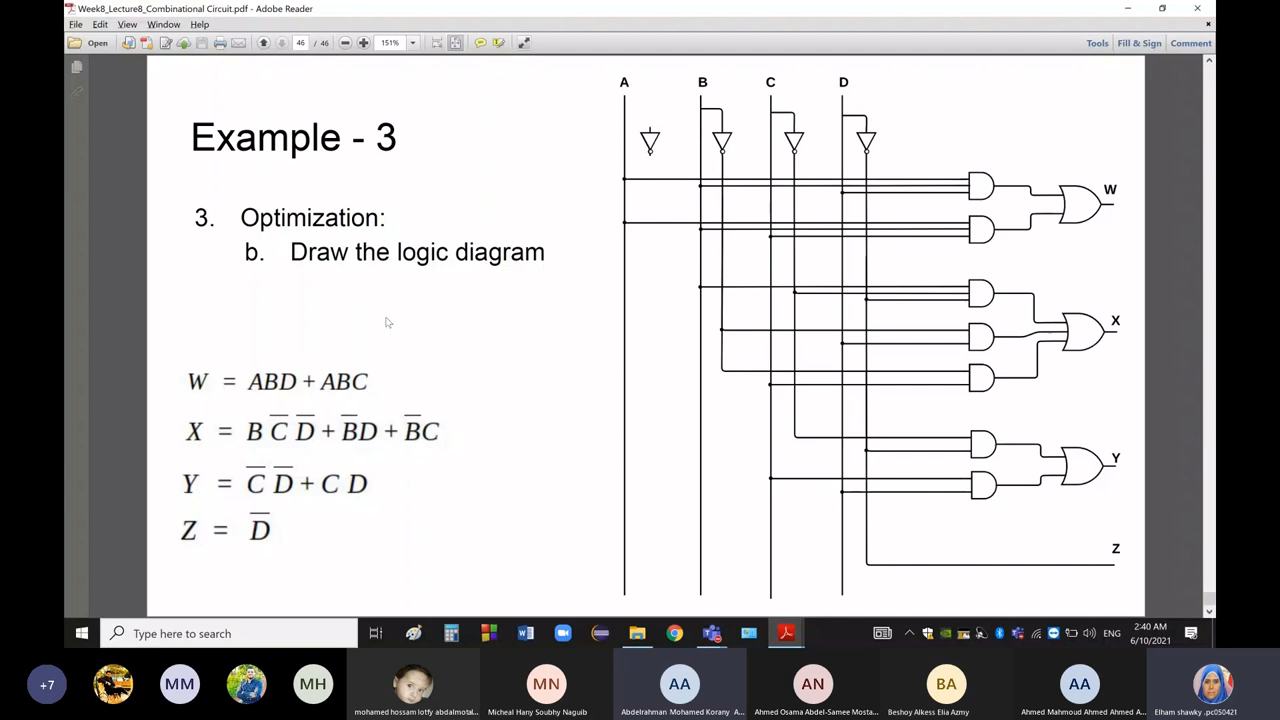 Week8_Lecture8_Combinational Circuit.pdf - Adobe Reader
File Edit View Window Help
Open 46 / 46 151% Tools Fill & Sign Comment
A B C D
Example - 3
3. Optimization:
b. Draw the logic diagram
W = ABD + ABC
X = B C̅ D̅ + B̅D + B̅C
Y = C̅ D̅ + C D
Z = D̅
W
X
Y
Z
Type here to search
ENG
2:40 AM
6/10/2021
+7 MM MH MN AA AN BA AA
mohamed hossam lotfy abdalmotal... Micheal Hany Soubhy Naguib Abdelrahman Mohamed Korany A... Ahmed Osama Abdel-Samee Mosta... Beshoy Alkess Elia Azmy Ahmed Mahmoud Ahmed Ahmed A... Elham shawky .pc050421